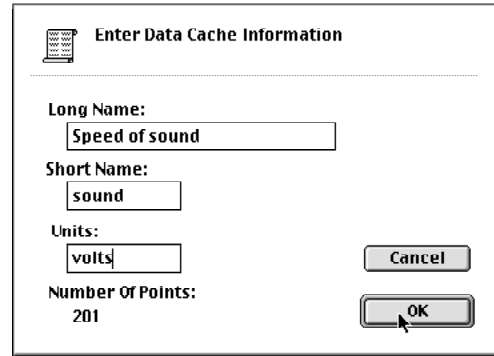 Enter Data Cache Information
Long Name:
Speed of sound
Short Name:
sound
Units:
volts
Cancel
Number Of Points:
201
OK